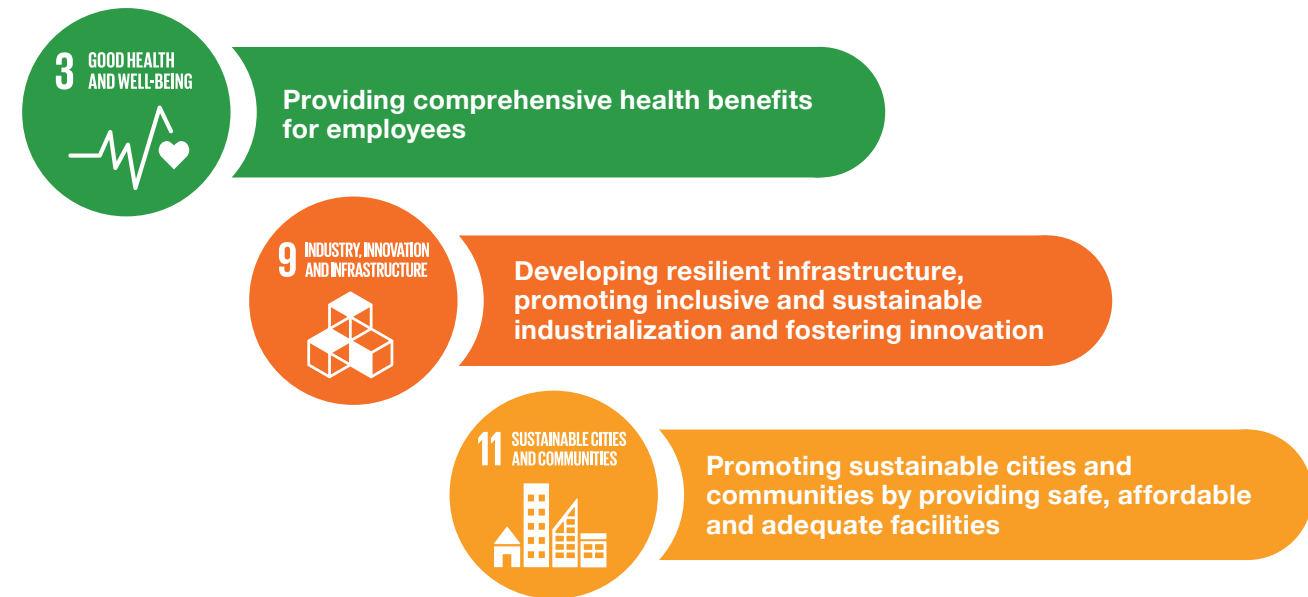 3 GOOD HEALTH
AND WELL-BEING
Providing comprehensive health benefits
for employees
9 INDUSTRY, INNOVATION
AND INFRASTRUCTURE
Developing resilient infrastructure,
promoting inclusive and sustainable
industrialization and fostering innovation
11 SUSTAINABLE CITIES
AND COMMUNITIES
Promoting sustainable cities and
communities by providing safe, affordable
and adequate facilities